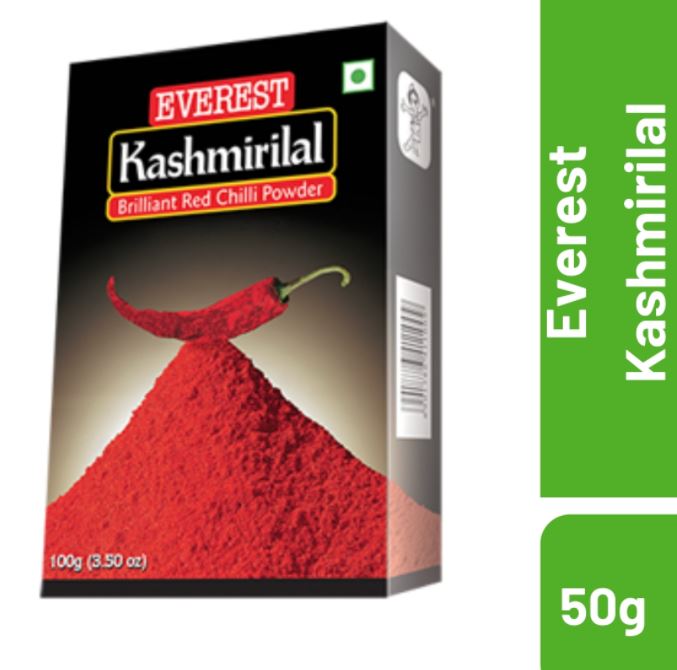 EVEREST
Kashmirilal
Brilliant Red Chilli Powder
100g (3.50 oz)
Everest
Kashmirilal
50g